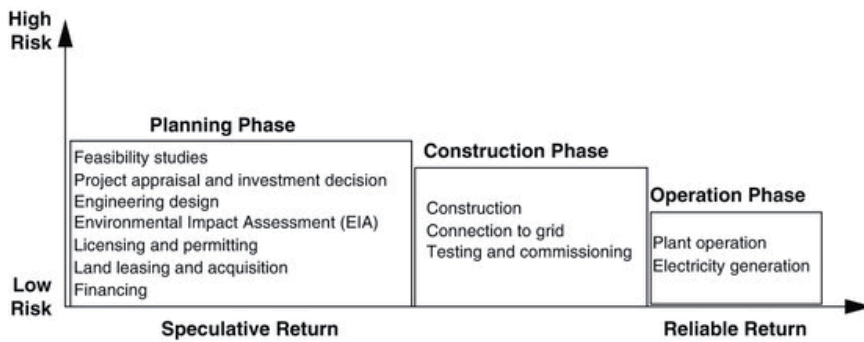 High
Risk
Planning Phase
Feasibility studies
Project appraisal and investment decision
Engineering design
Environmental Impact Assessment (EIA)
Licensing and permitting
Land leasing and acquisition
Financing
Construction Phase
Construction
Connection to grid
Testing and commissioning
Operation Phase
Plant operation
Electricity generation
Low
Risk
Speculative Return
Reliable Return